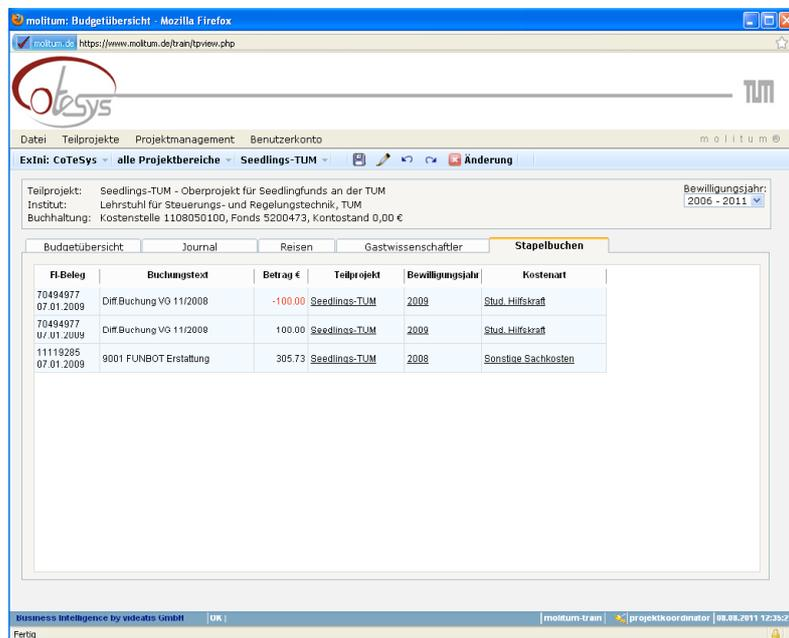 molitum: Budgetübersicht - Mozilla Firefox
molitum.de https://www.molitum.de/train/tpview.php
CoTeSys TUM
Datei Teilprojekte Projektmanagement Benutzerkonto molitum®
ExIni: CoTeSys alle Projektbereiche Seedlings-TUM Änderung
Teilprojekt: Seedlings-TUM - Oberprojekt für Seedlingfunds an der TUM
Bewilligungsjahr:
Institut: Lehrstuhl für Steuerungs- und Regelungstechnik, TUM
2006 - 2011
Buchhaltung: Kostenstelle 1108050100, Fonds 5200473, Kontostand 0,00 €
Budgetübersicht Journal Reisen Gastwissenschaftler Stapelbuchen
FI-Beleg Buchungstext Betrag € Teilprojekt Bewilligungsjahr Kostenart
70494977
07.01.2009 Diff.Buchung VG 11/2008 -100.00 Seedlings-TUM 2009 Stud. Hilfskraft
70494977
07.01.2009 Diff.Buchung VG 11/2008 100.00 Seedlings-TUM 2009 Stud. Hilfskraft
11119285
07.01.2009 9001 FUNBOT Erstattung 305.73 Seedlings-TUM 2008 Sonstige Sachkosten
Business Intelligence by videatis GmbH OK | molitum-train projektkoordinator 08.08.2011 12:35:2
Fertig